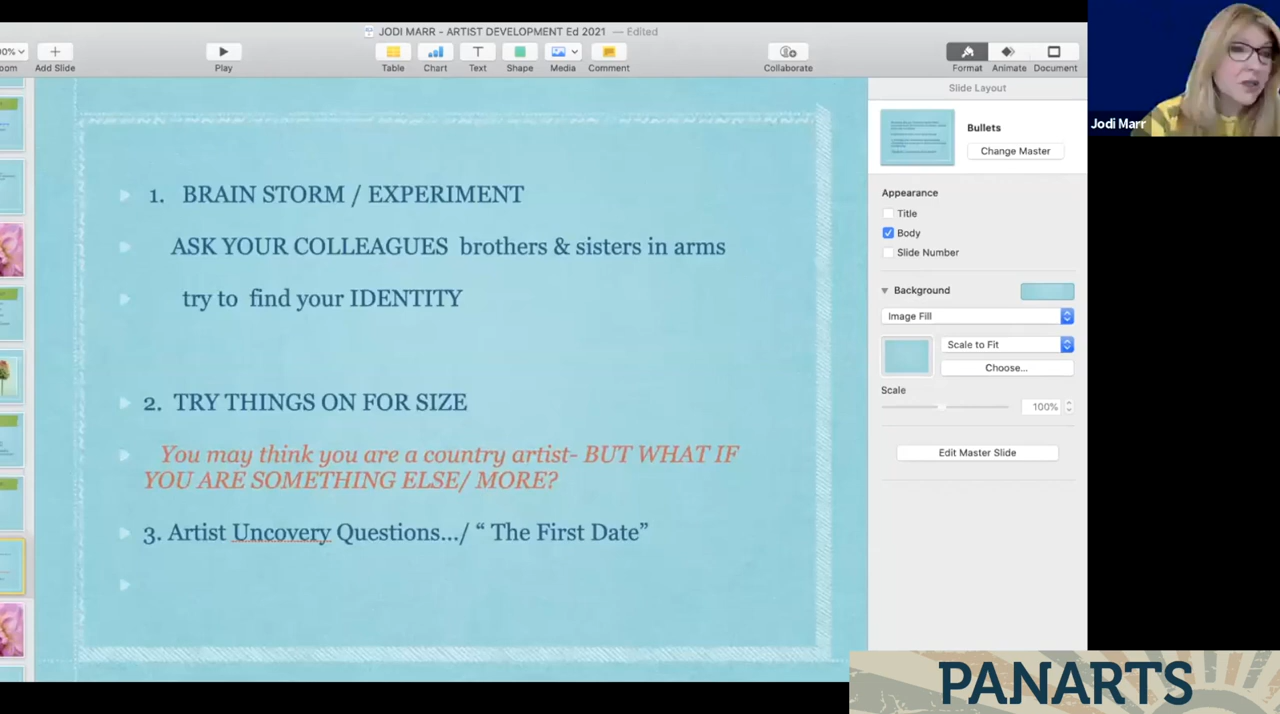 JODI MARR - ARTIST DEVELOPMENT Ed 2021 — Edited
00%
oom
Add Slide
Play
Table
Chart
Text
Shape
Media
Comment
Collaborate
Format
Animate
Document
1. BRAIN STORM / EXPERIMENT
ASK YOUR COLLEAGUES brothers & sisters in arms
try to find your IDENTITY
2. TRY THINGS ON FOR SIZE
You may think you are a country artist- BUT WHAT IF
YOU ARE SOMETHING ELSE/ MORE?
3. Artist Uncovery Questions.../ “ The First Date”
Slide Layout
Bullets
Change Master
Appearance
Title
Body
Slide Number
Background
Image Fill
Scale to Fit
Choose...
Scale
100%
Edit Master Slide
Jodi Marr
PANARTS